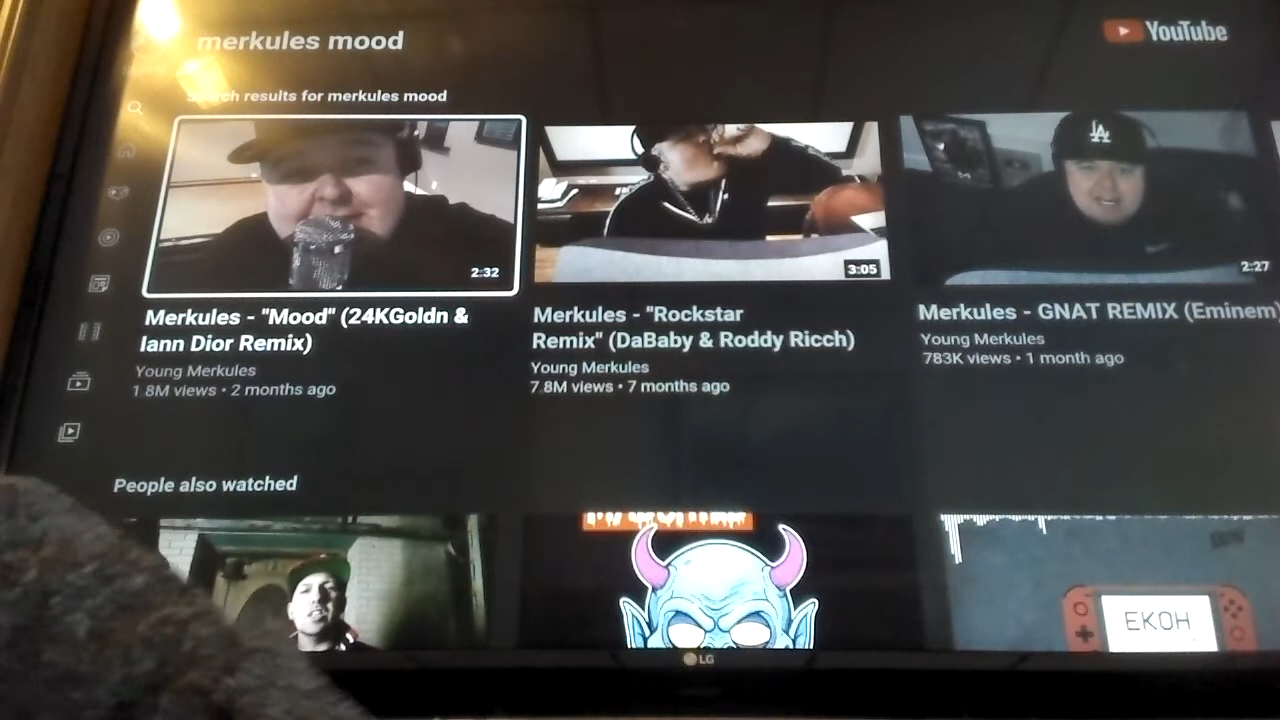 merkules mood
YouTube
Search results for merkules mood
2:32
3:05
LA
2:27
Merkules - "Mood" (24KGoldn &
Iann Dior Remix)
Young Merkules
1.8M views • 2 months ago
Merkules - "Rockstar
Remix" (DaBaby & Roddy Ricch)
Young Merkules
7.8M views • 7 months ago
Merkules - GNAT REMIX (Eminem)
Young Merkules
783K views • 1 month ago
People also watched
EKOH
LG